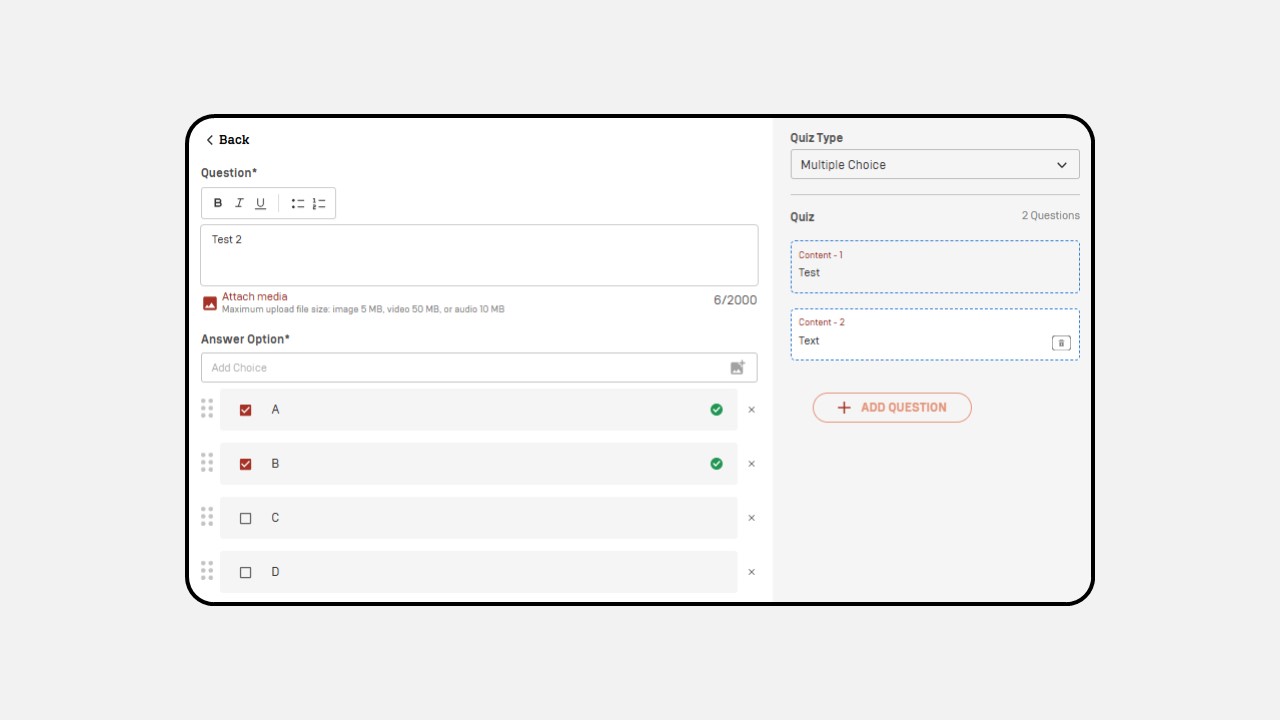 Back
Question*
B I U
Test 2
Attach media
Maximum upload file size: image 5 MB, video 50 MB, or audio 10 MB
6/2000
Answer Option*
Add Choice
A
B
C
D
Quiz Type
Multiple Choice
Quiz
2 Questions
Content - 1
Test
Content - 2
Text
ADD QUESTION